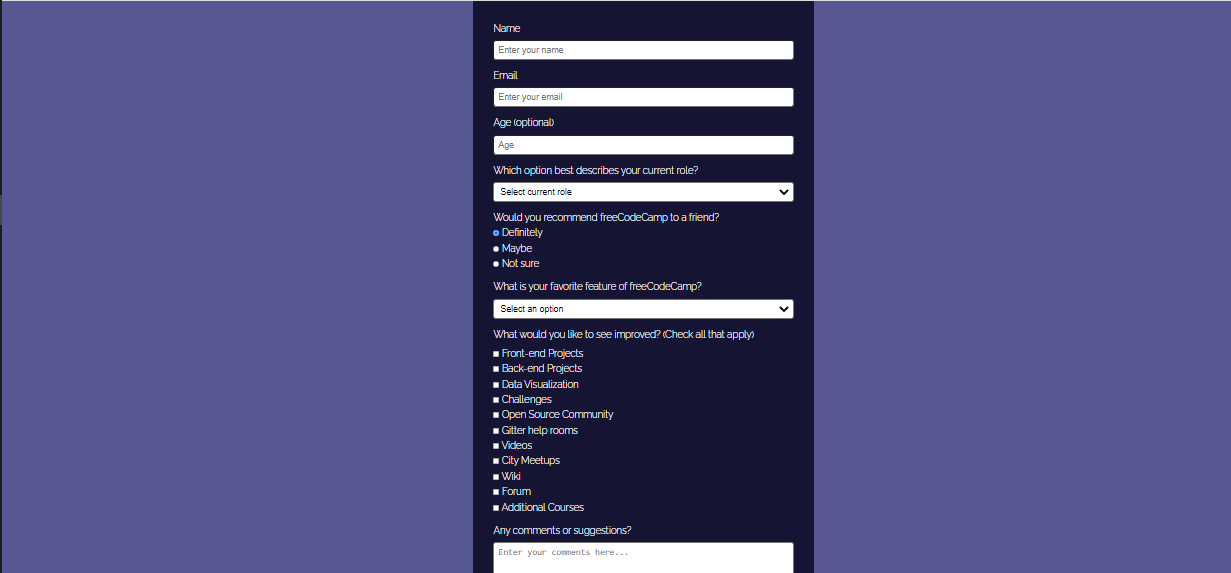 Name
Enter your name
Email
Enter your email
Age (optional)
Age
Which option best describes your current role?
Select current role
Would you recommend freeCodeCamp to a friend?
Definitely
Maybe
Not sure
What is your favorite feature of freeCodeCamp?
Select an option
What would you like to see improved? (Check all that apply)
Front-end Projects
Back-end Projects
Data Visualization
Challenges
Open Source Community
Gitter help rooms
Videos
City Meetups
Wiki
Forum
Additional Courses
Any comments or suggestions?
Enter your comments here...